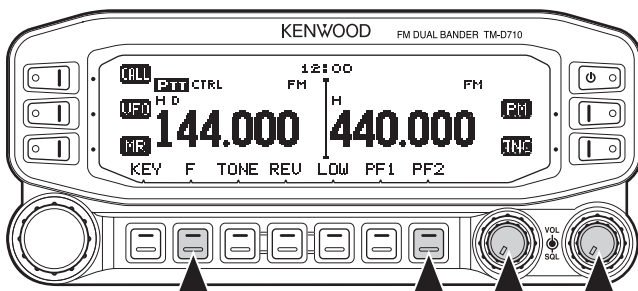 KENWOOD FM DUAL BANDER TM-D710
CALL 12:00
PTT CTRL FM FM
VFO H D H PM
144.000 440.000
MR TNC
KEY F TONE REV LOW PF1 PF2
VOL
SQL